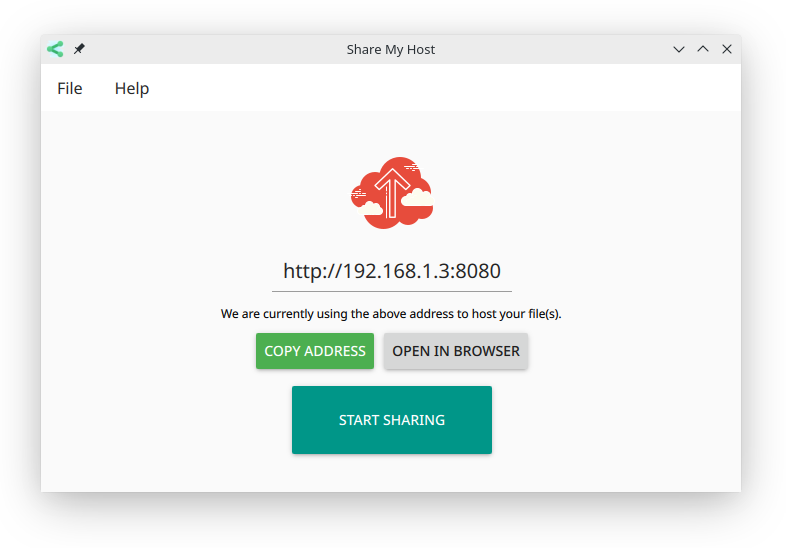 Share My Host
File Help
http://192.168.1.3:8080
We are currently using the above address to host your file(s).
COPY ADDRESS OPEN IN BROWSER
START SHARING